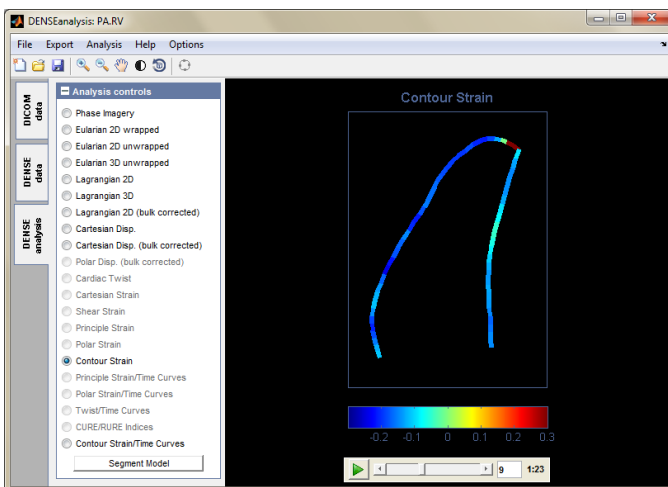 DENSEanalysis: PA.RV
File Export Analysis Help Options
DICOM data
DENSE data
DENSE analysis
Analysis controls
Phase Imagery
Eularian 2D wrapped
Eularian 2D unwrapped
Eularian 3D unwrapped
Lagrangian 2D
Lagrangian 3D
Lagrangian 2D (bulk corrected)
Cartesian Disp.
Cartesian Disp. (bulk corrected)
Polar Disp. (bulk corrected)
Cardiac Twist
Cartesian Strain
Shear Strain
Principle Strain
Polar Strain
Contour Strain
Principle Strain/Time Curves
Polar Strain/Time Curves
Twist/Time Curves
CURE/RURE Indices
Contour Strain/Time Curves
Segment Model
Contour Strain
-0.2 -0.1 0 0.1 0.2 0.3
9 1:23